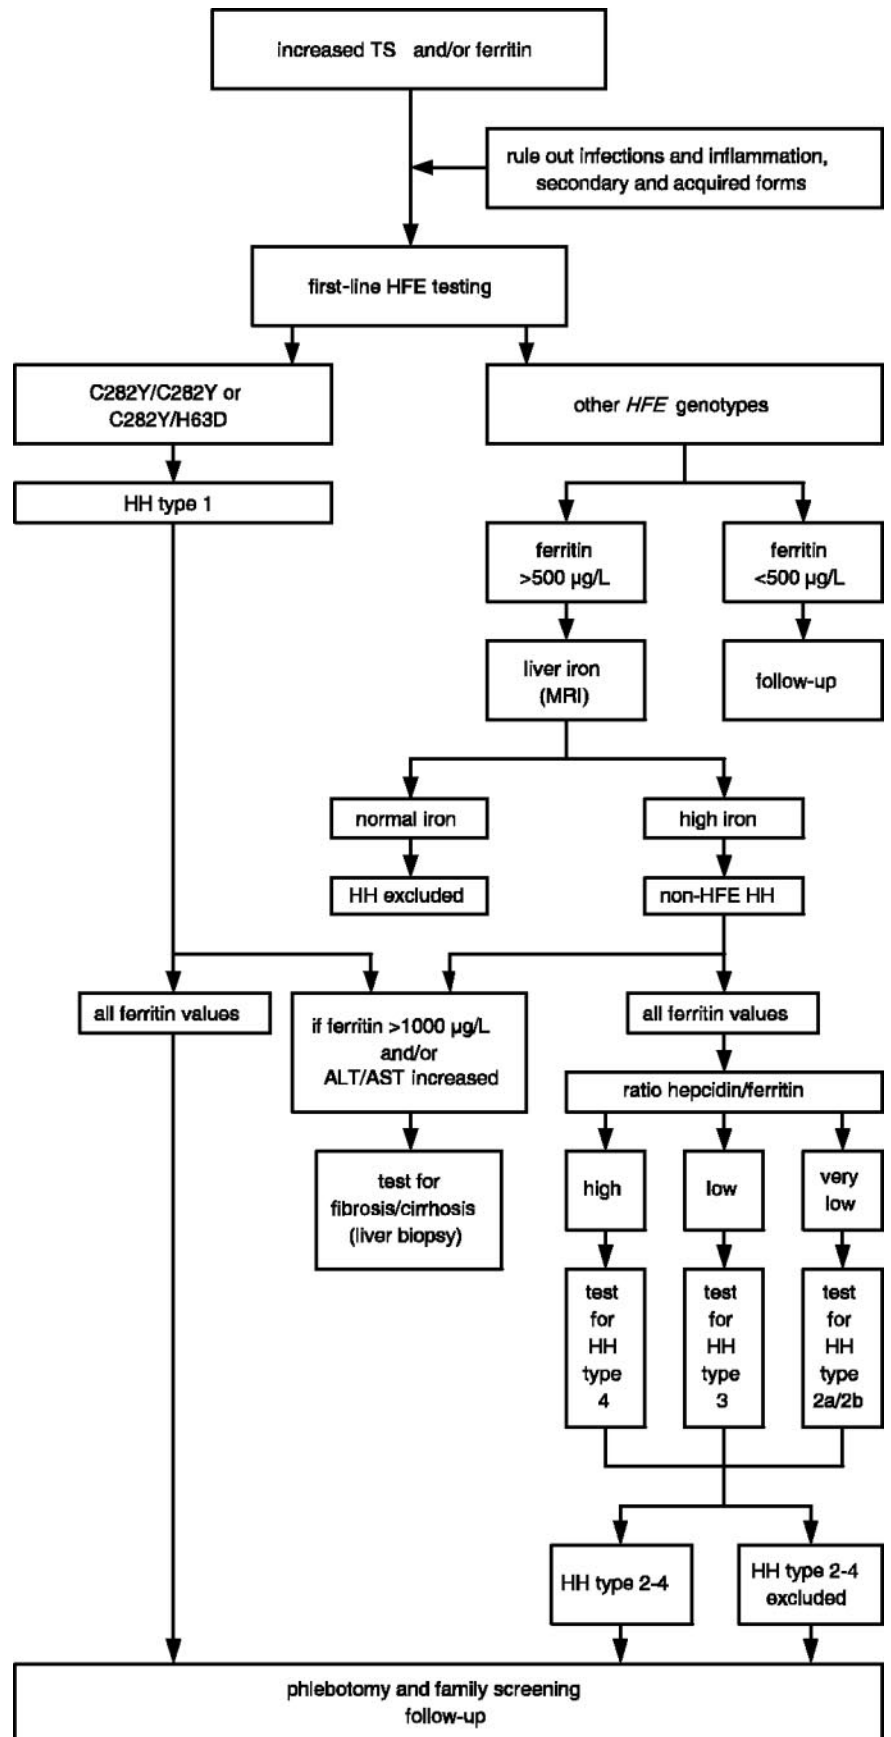 increased TS and/or ferritin
rule out infections and inflammation,
secondary and acquired forms
first-line HFE testing
C282Y/C282Y or
C282Y/H63D
other HFE genotypes
HH type 1
ferritin
>500 µg/L
ferritin
<500 µg/L
liver iron
(MRI)
follow-up
normal iron
high iron
HH excluded
non-HFE HH
all ferritin values
if ferritin >1000 µg/L
and/or
ALT/AST increased
all ferritin values
ratio hepcidin/ferritin
test for
fibrosis/cirrhosis
(liver biopsy)
high
low
very
low
test
for
HH
type
4
test
for
HH
type
3
test
for
HH
type
2a/2b
HH type 2-4
HH type 2-4
excluded
phlebotomy and family screening
follow-up